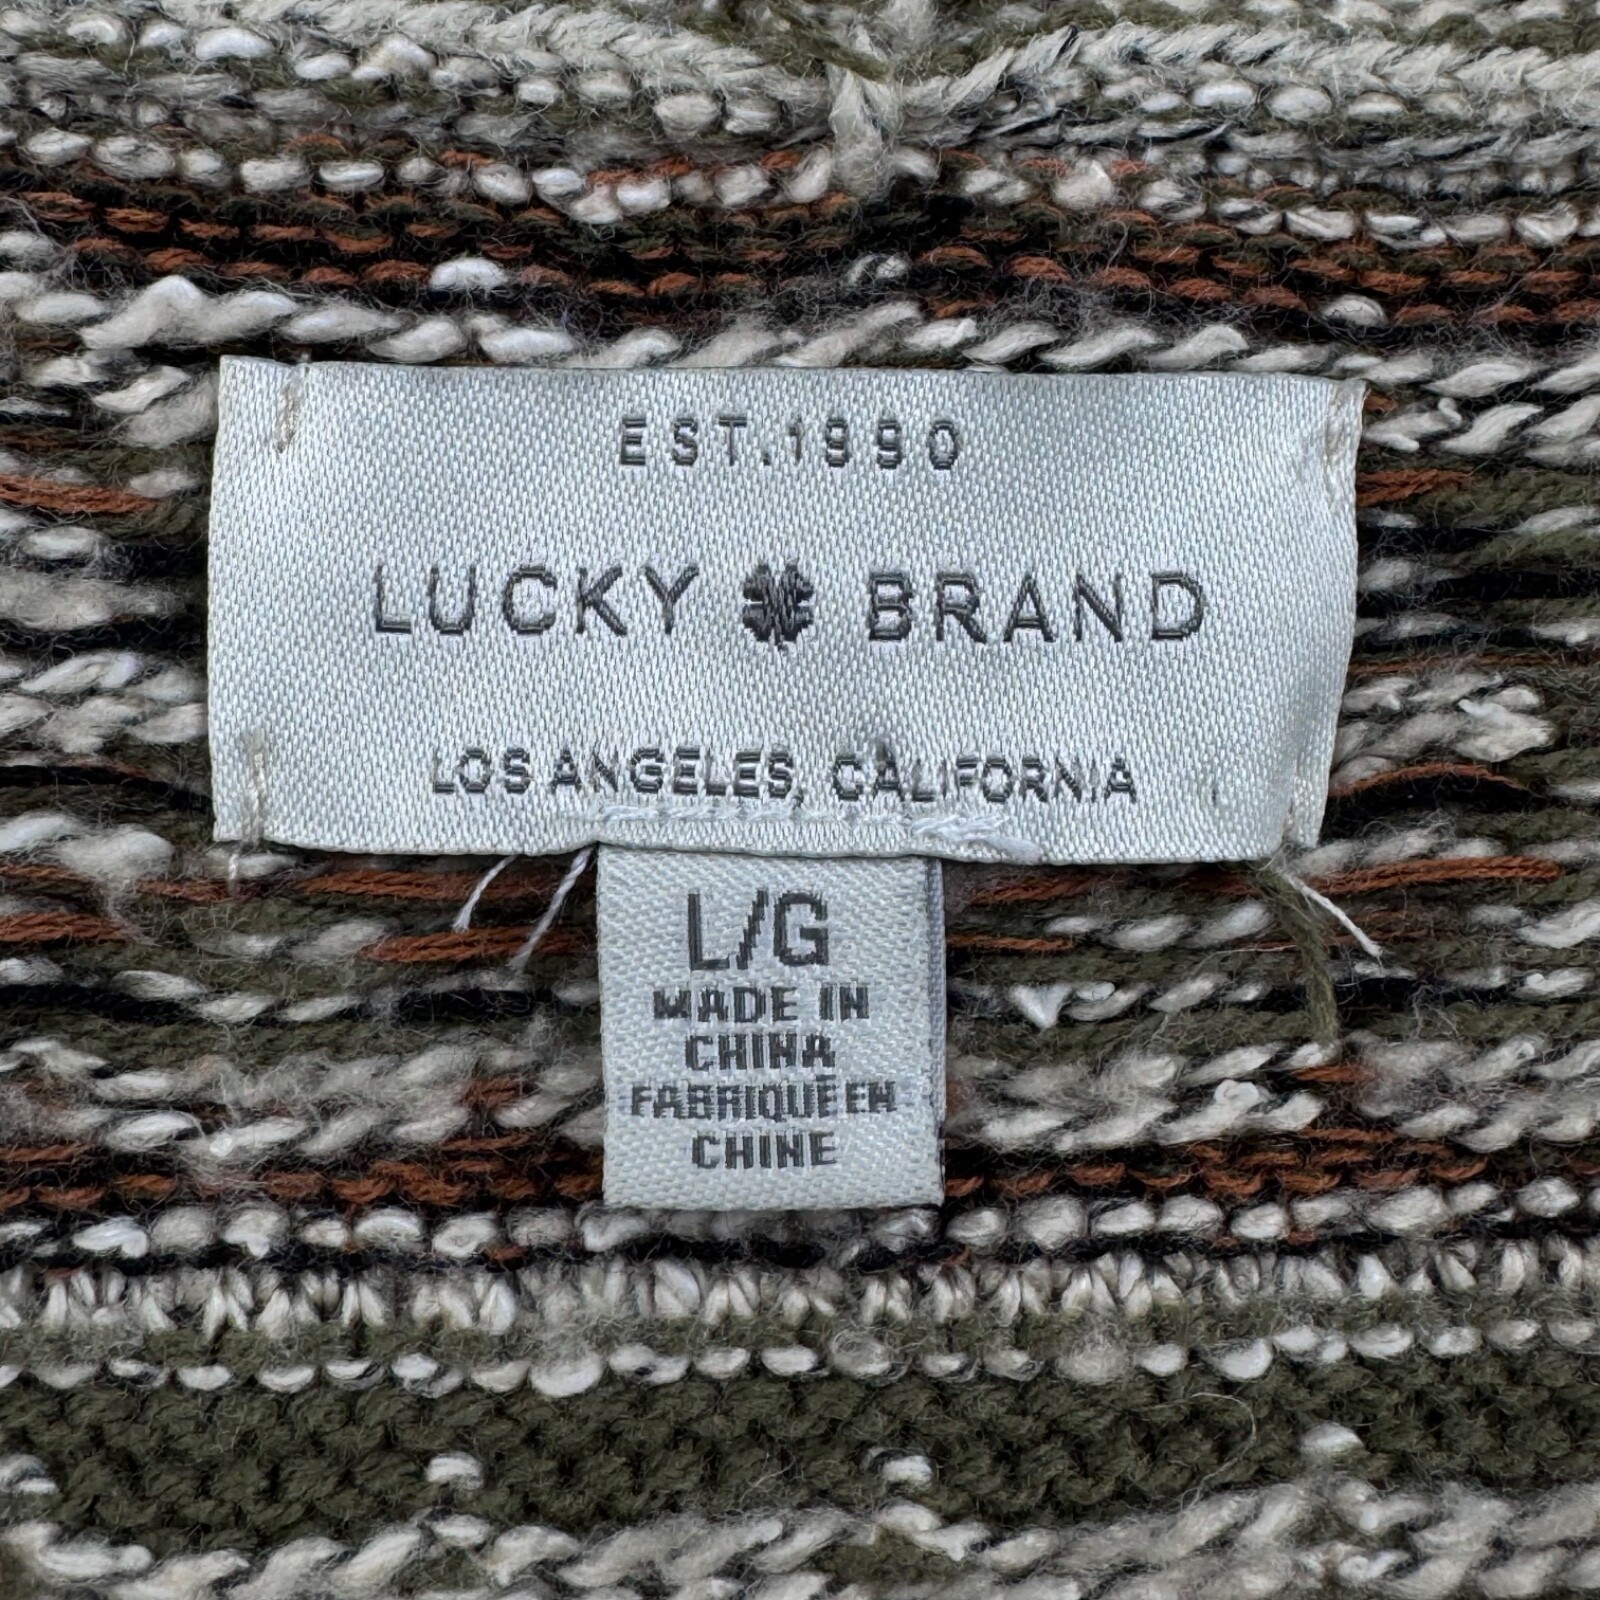 EST.1990
LUCKY BRAND
LOS ANGELES, CALIFORNIA
L/G
MADE IN
CHINA
FABRIQUÉ EN
CHINE